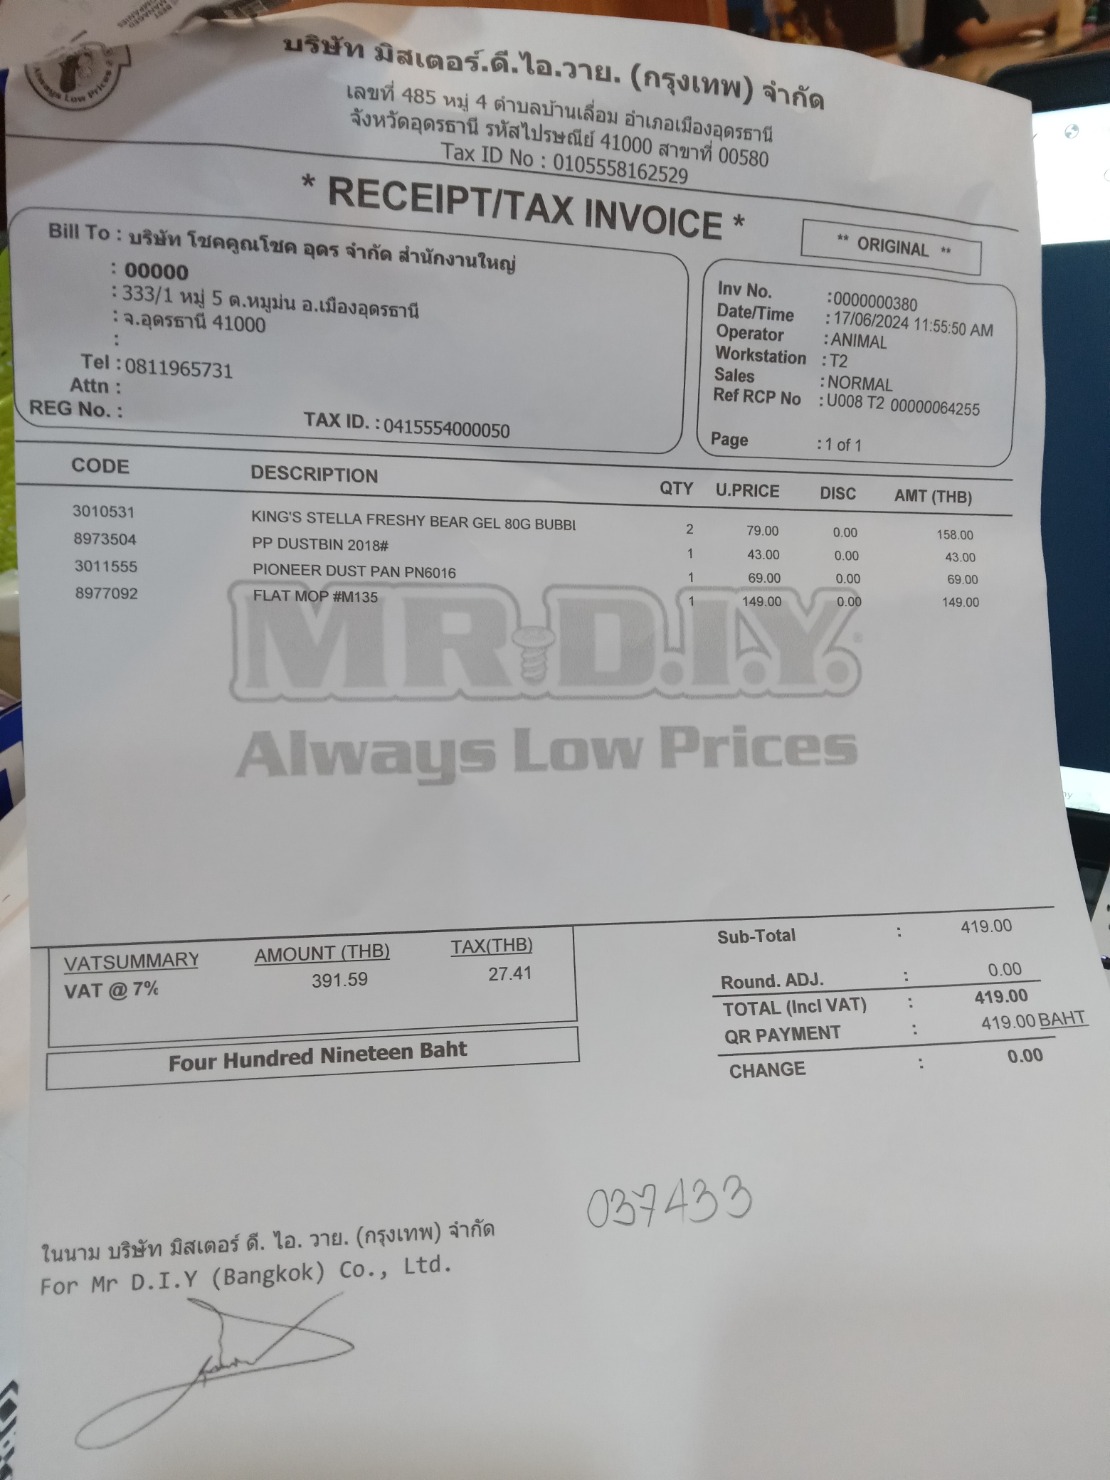 Always Low Prices
บริษัท มิสเตอร์.ดี.ไอ.วาย. (กรุงเทพ) จำกัด
เลขที่ 485 หมู่ 4 ตำบลบ้านเลื่อม อำเภอเมืองอุดรธานี
จังหวัดอุดรธานี รหัสไปรษณีย์ 41000 สาขาที่ 00580
Tax ID No : 0105558162529
* RECEIPT/TAX INVOICE *
** ORIGINAL **
Bill To : บริษัท โชคคูณโชค อุดร จำกัด สำนักงานใหญ่
: 00000
: 333/1 หมู่ 5 ต.หมูม่น อ.เมืองอุดรธานี
: จ.อุดรธานี 41000
:
Tel : 0811965731
Attn :
REG No. : TAX ID. : 0415554000050
Inv No. :0000000380
Date/Time : 17/06/2024 11:55:50 AM
Operator : ANIMAL
Workstation : T2
Sales : NORMAL
Ref RCP No : U008 T2 00000064255
Page : 1 of 1
CODE DESCRIPTION QTY U.PRICE DISC AMT (THB)
3010531 KING'S STELLA FRESHY BEAR GEL 80G BUBBI 2 79.00 0.00 158.00
8973504 PP DUSTBIN 2018# 1 43.00 0.00 43.00
3011555 PIONEER DUST PAN PN6016 1 69.00 0.00 69.00
8977092 FLAT MOP #M135 1 149.00 0.00 149.00
MR.D.I.Y.
Always Low Prices
VATSUMMARY AMOUNT (THB) TAX(THB)
VAT @ 7% 391.59 27.41
Four Hundred Nineteen Baht
Sub-Total : 419.00
Round. ADJ. : 0.00
TOTAL (Incl VAT) : 419.00
QR PAYMENT : 419.00 BAHT
CHANGE : 0.00
037433
ในนาม บริษัท มิสเตอร์ ดี. ไอ. วาย. (กรุงเทพ) จำกัด
For Mr D.I.Y (Bangkok) Co., Ltd.